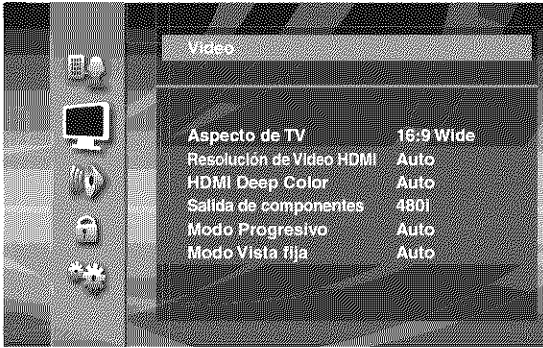 Video
Aspecto de TV 16:9 Wide
Resolución de Video HDMI Auto
HDMI Deep Color Auto
Salida de componentes 480i
Modo Progresivo Auto
Modo Vista fija Auto